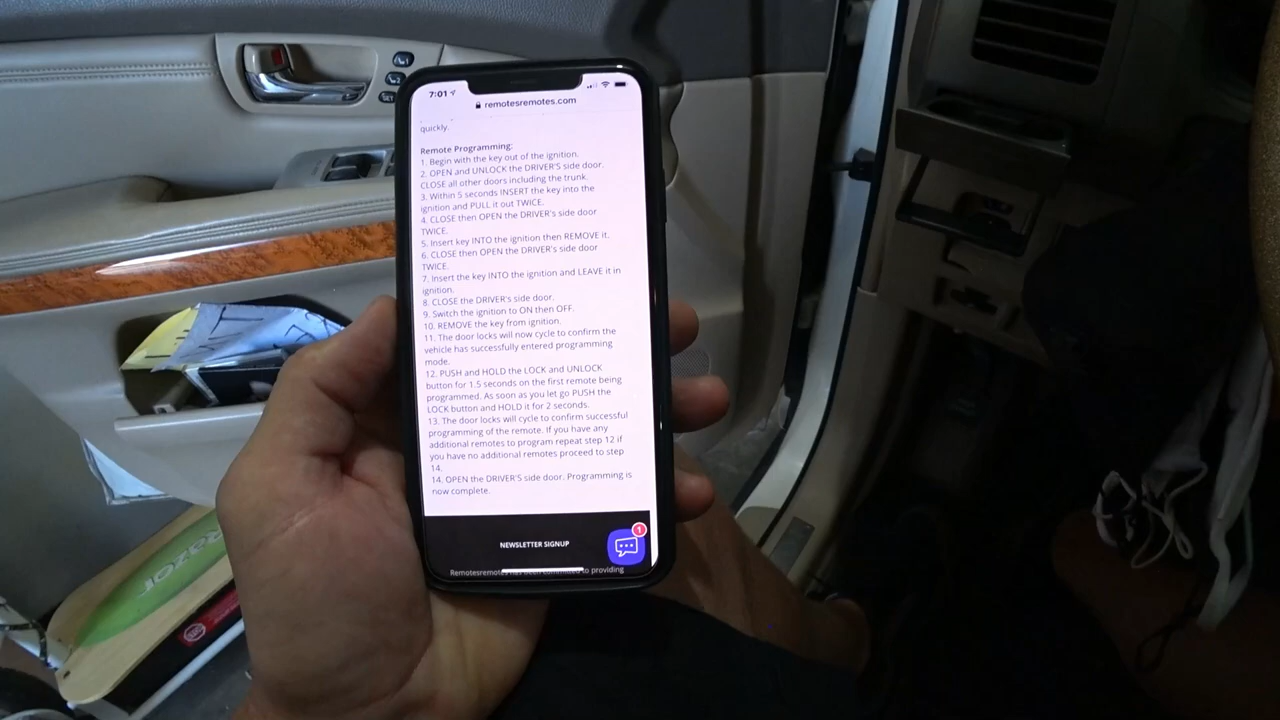 7:01
remotesremotes.com
quickly.
Remote Programming:
1. Begin with the key out of the ignition.
2. OPEN and UNLOCK the DRIVER'S side door.
CLOSE all other doors including the trunk.
3. Within 5 seconds INSERT the key into the
ignition and PULL it out TWICE.
4. CLOSE then OPEN the DRIVER'S side door
TWICE.
5. Insert key INTO the ignition then REMOVE it.
6. CLOSE then OPEN the DRIVER'S side door
TWICE.
7. Insert the key INTO the ignition and LEAVE it in
ignition.
8. CLOSE the DRIVER'S side door.
9. Switch the ignition to ON then OFF.
10. REMOVE the key from ignition.
11. The door locks will now cycle to confirm the
vehicle has successfully entered programming
mode.
12. PUSH and HOLD the LOCK and UNLOCK
button for 1.5 seconds on the first remote being
programmed. As soon as you let go PUSH the
LOCK button and HOLD it for 2 seconds.
13. The door locks will cycle to confirm successful
programming of the remote. If you have any
additional remotes to program repeat step 12 if
you have no additional remotes proceed to step
14.
14. OPEN the DRIVER'S side door. Programming is
now complete.
NEWSLETTER SIGNUP
1
Remotesremotes has been committed to providing
SET